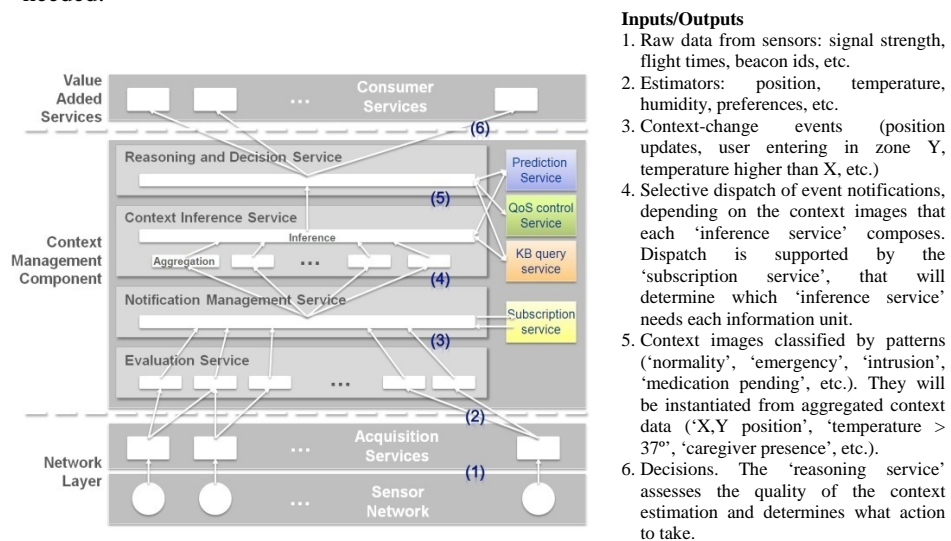 needed.
Value
Added
Services
Consumer
Services
...
(6)
Context
Management
Component
Reasoning and Decision Service
(5)
Context Inference Service
Inference
Aggregation
...
(4)
Notification Management Service
(3)
Evaluation Service
...
Prediction
Service
QoS control
Service
KB query
service
Subscription
service
(2)
Network
Layer
Acquisition
Services
...
(1)
Sensor
Network
...
Inputs/Outputs
1. Raw data from sensors: signal strength,
flight times, beacon ids, etc.
2. Estimators: position, temperature,
humidity, preferences, etc.
3. Context-change events (position
updates, user entering in zone Y,
temperature higher than X, etc.)
4. Selective dispatch of event notifications,
depending on the context images that
each ‘inference service’ composes.
Dispatch is supported by the
‘subscription service’, that will
determine which ‘inference service’
needs each information unit.
5. Context images classified by patterns
(‘normality’, ‘emergency’, ‘intrusion’,
‘medication pending’, etc.). They will
be instantiated from aggregated context
data (‘X,Y position’, ‘temperature >
37º’, ‘caregiver presence’, etc.).
6. Decisions. The ‘reasoning service’
assesses the quality of the context
estimation and determines what action
to take.